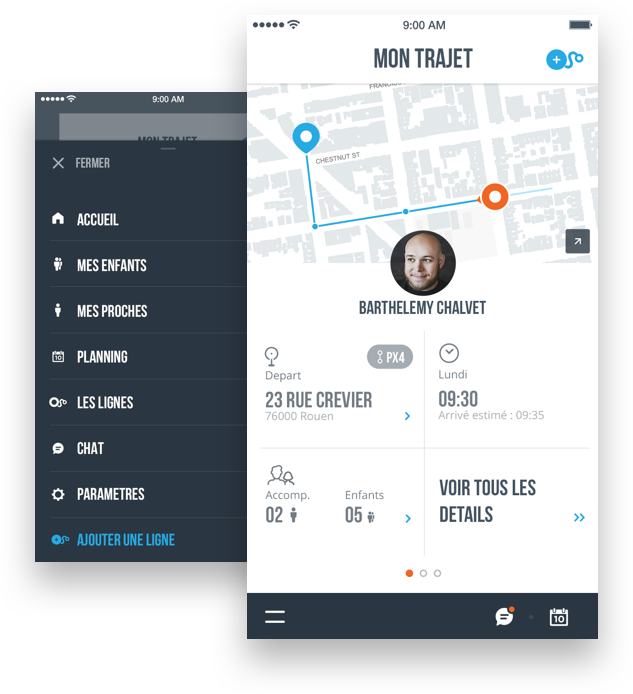 9:00 AM
MON TRAJET
FERMER
ACCUEIL
MES ENFANTS
MES PROCHES
PLANNING
10
LES LIGNES
CHAT
PARAMETRES
AJOUTER UNE LIGNE
9:00 AM
MON TRAJET
CHESTNUT ST
BARTHELEMY CHALVET
PX4
Depart
23 RUE CREVIER
76000 Rouen
Lundi
09:30
Arrivé estimé : 09:35
Accomp.
02
Enfants
05
VOIR TOUS LES
DETAILS
10